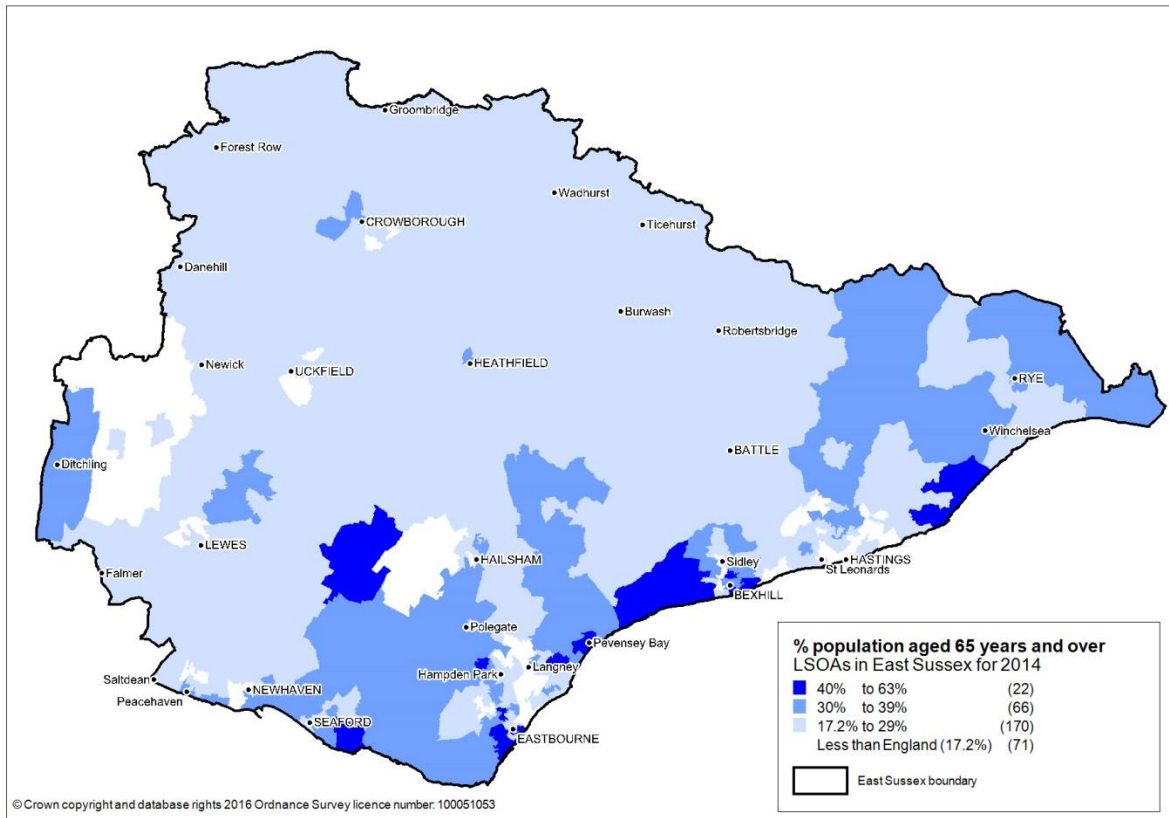 Groombridge
Forest Row
Wadhurst
CROWBOROUGH
Ticehurst
Danehill
Burwash
Robertsbridge
Newick
UCKFIELD
HEATHFIELD
RYE
Winchelsea
BATTLE
Ditchling
LEWES
HAILSHAM
Sidley
HASTINGS
St Leonards
Falmer
BEXHILL
Polegate
Pevensey Bay
Langney
Hampden Park
Saltdean
Peacehaven
NEWHAVEN
SEAFORD
EASTBOURNE
% population aged 65 years and over
LSOAs in East Sussex for 2014
40% to 63% (22)
30% to 39% (66)
17.2% to 29% (170)
Less than England (17.2%) (71)
East Sussex boundary
© Crown copyright and database rights 2016 Ordnance Survey licence number: 100051053